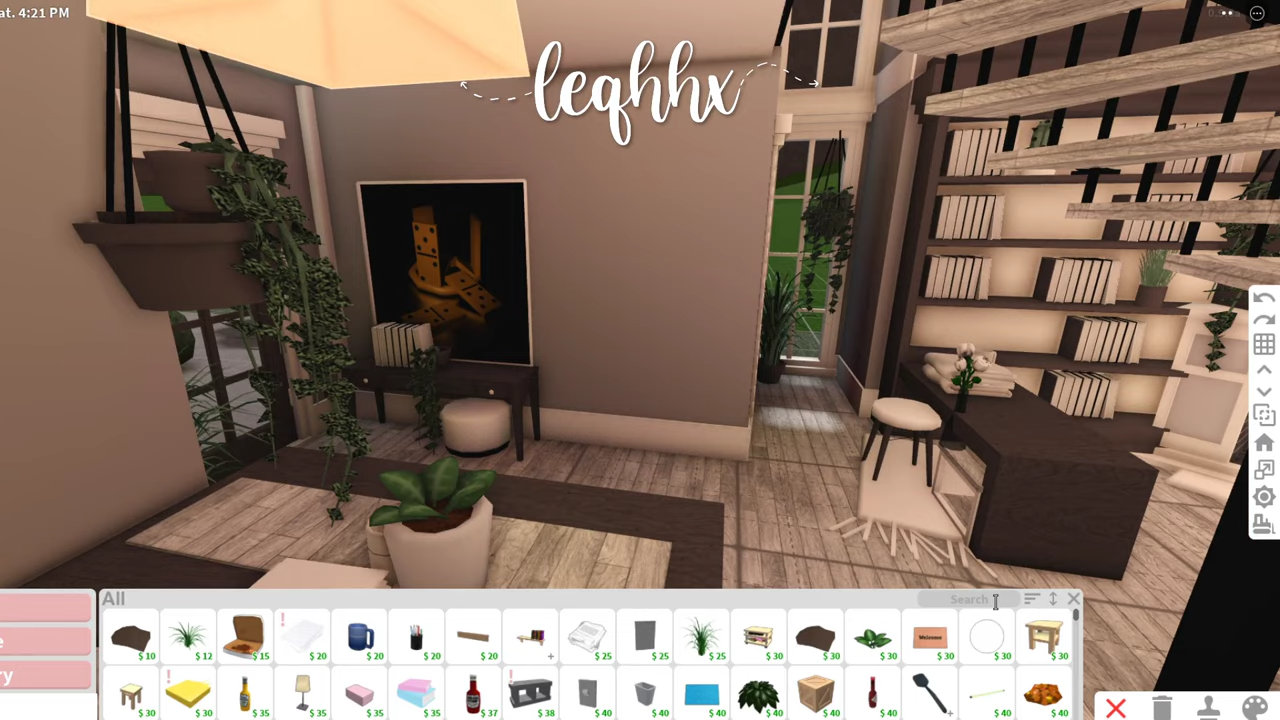 at. 4:21 PM
leqhhx
All
Search
e
$ 10 $ 12 $ 15 $ 20 $ 20 $ 20 $ 20 + $ 25 $ 25 $ 25 $ 30 $ 30 $ 30 $ 30 $ 30 $ 30
Welcome
ry
$ 30 $ 30 $ 35 $ 35 $ 35 $ 35 $ 37 $ 38 $ 40 $ 40 $ 40 $ 40 $ 40 $ 40 + $ 40 $ 40